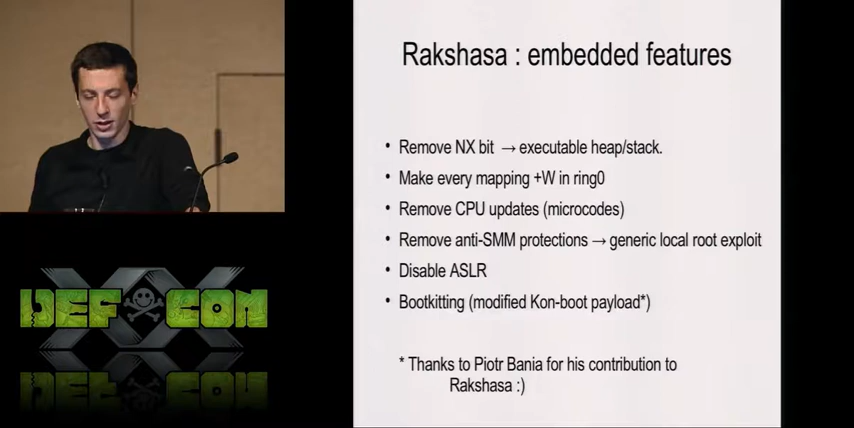 Rakshasa : embedded features
• Remove NX bit → executable heap/stack.
• Make every mapping +W in ring0
• Remove CPU updates (microcodes)
• Remove anti-SMM protections → generic local root exploit
• Disable ASLR
• Bootkitting (modified Kon-boot payload*)
* Thanks to Piotr Bania for his contribution to
Rakshasa :)
XX
DEFCON